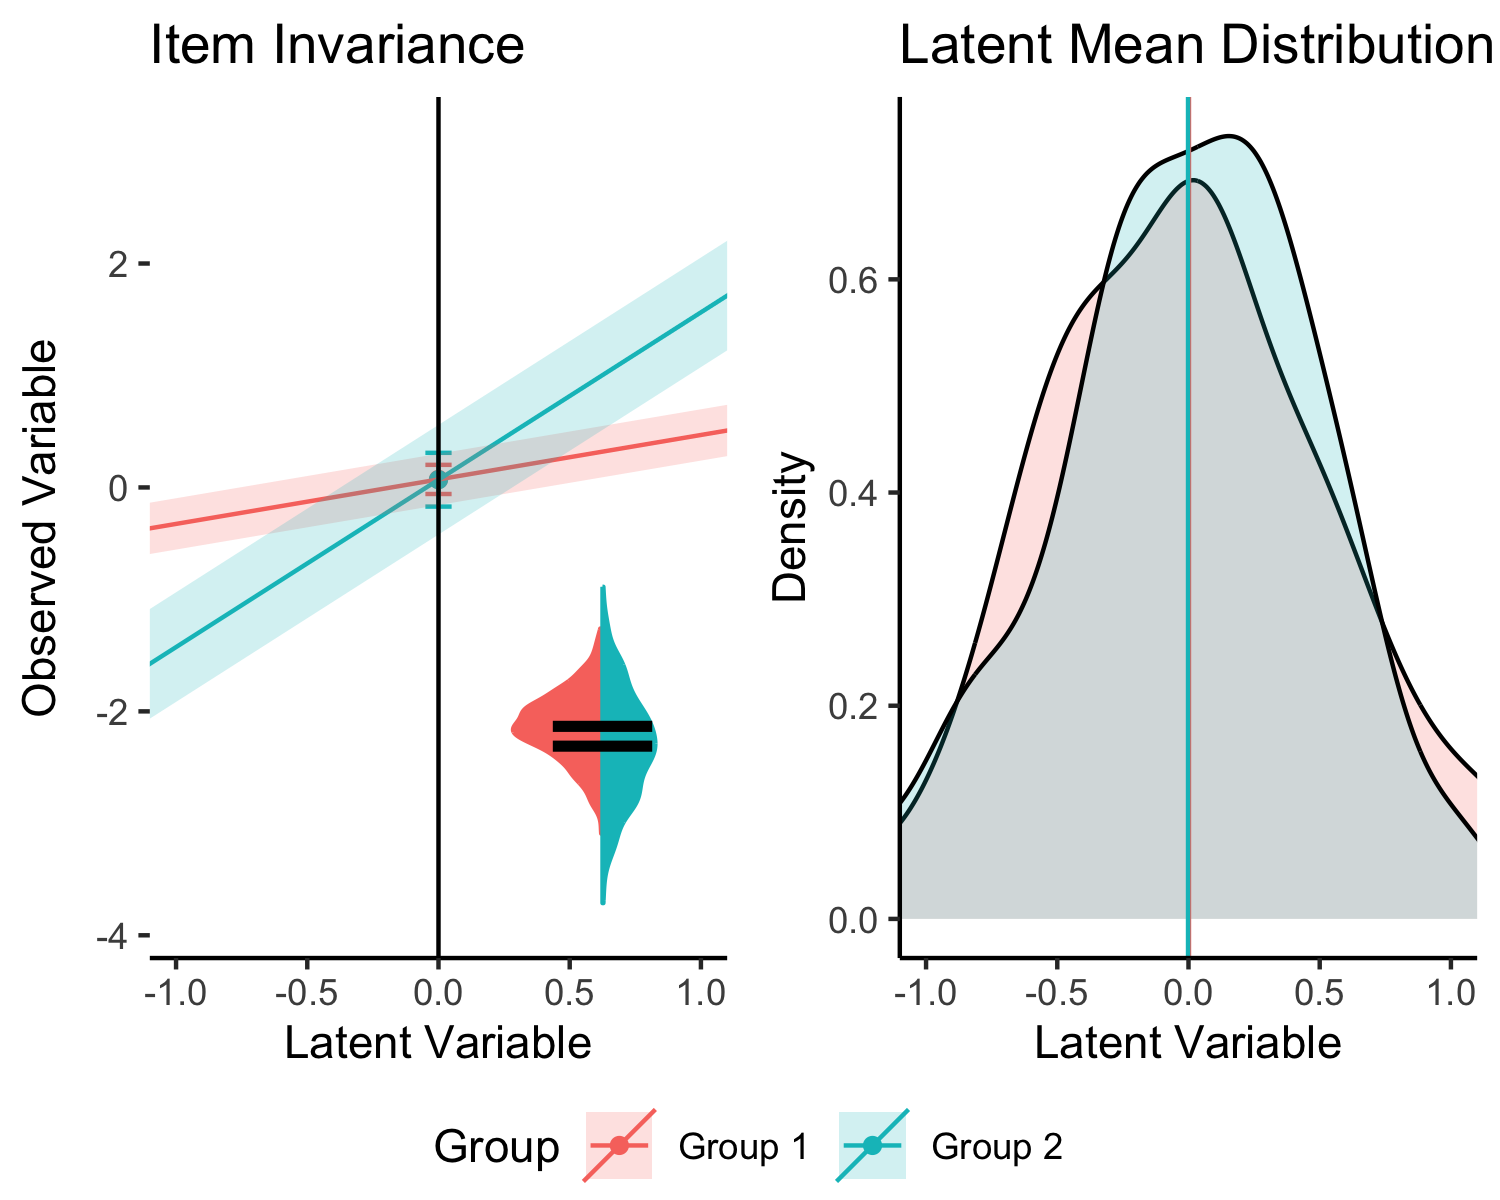 Item Invariance
Latent Mean Distribution
Observed Variable
2
0
-2
-4
-1.0 -0.5 0.0 0.5 1.0
Latent Variable
Density
0.6
0.4
0.2
0.0
-1.0 -0.5 0.0 0.5 1.0
Latent Variable
Group Group 1 Group 2